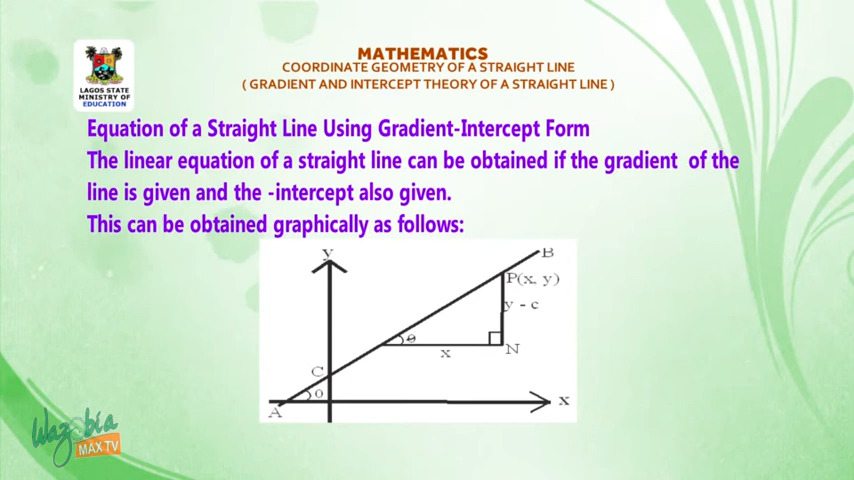 MATHEMATICS
COORDINATE GEOMETRY OF A STRAIGHT LINE
( GRADIENT AND INTERCEPT THEORY OF A STRAIGHT LINE )
LAGOS STATE
MINISTRY OF
EDUCATION
Equation of a Straight Line Using Gradient-Intercept Form
The linear equation of a straight line can be obtained if the gradient of the
line is given and the -intercept also given.
This can be obtained graphically as follows:
y
B
P(x, y)
y - c
θ
x
N
C
θ
A
x
Wazobia
MAX TV